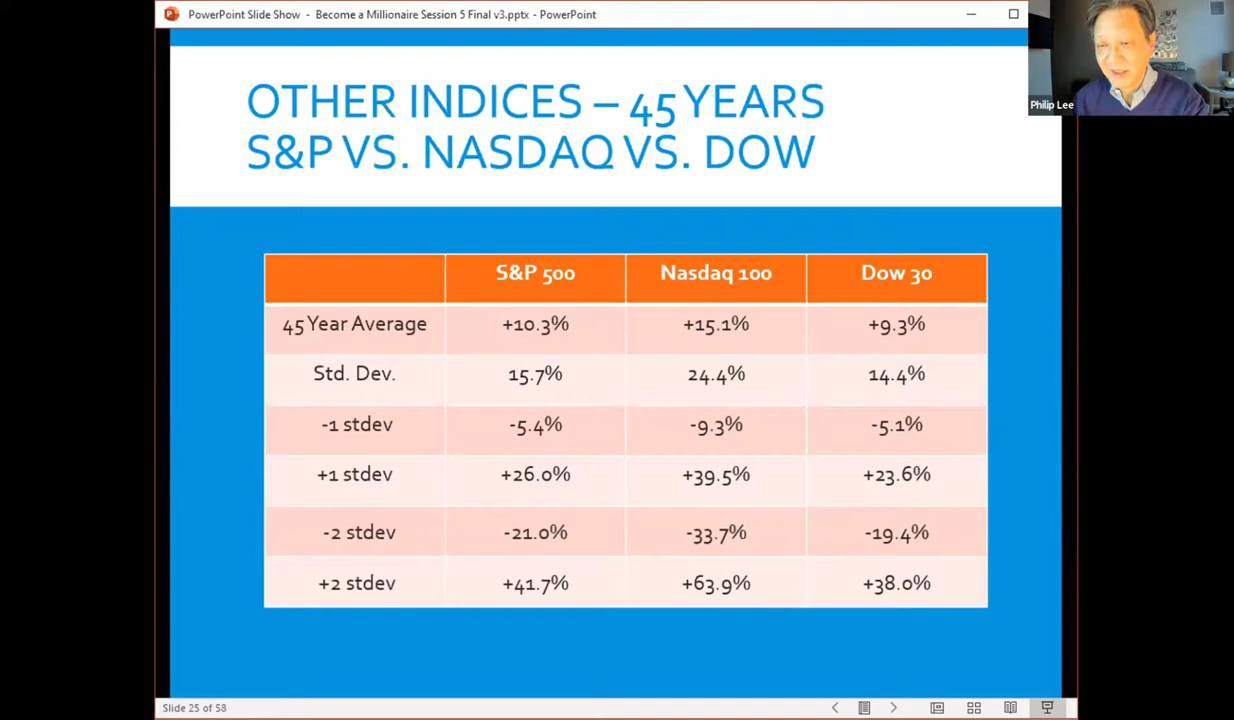 PowerPoint Slide Show - Become a Millionaire Session 5 Final v3.pptx - PowerPoint
Philip Lee
OTHER INDICES – 45 YEARS
S&P VS. NASDAQ VS. DOW
S&P 500 Nasdaq 100 Dow 30
45 Year Average +10.3% +15.1% +9.3%
Std. Dev. 15.7% 24.4% 14.4%
-1 stdev -5.4% -9.3% -5.1%
+1 stdev +26.0% +39.5% +23.6%
-2 stdev -21.0% -33.7% -19.4%
+2 stdev +41.7% +63.9% +38.0%
Slide 25 of 58